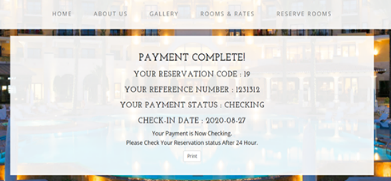 HOME ABOUT US GALLERY ROOMS & RATES RESERVE ROOMS
PAYMENT COMPLETE!
YOUR RESERVATION CODE : 19
YOUR REFERENCE NUMBER : 1231312
YOUR PAYMENT STATUS : CHECKING
CHECK-IN DATE : 2020-08-27
Your Payment is Now Checking,
Please Check Your Reservation status After 24 Hour.
Print